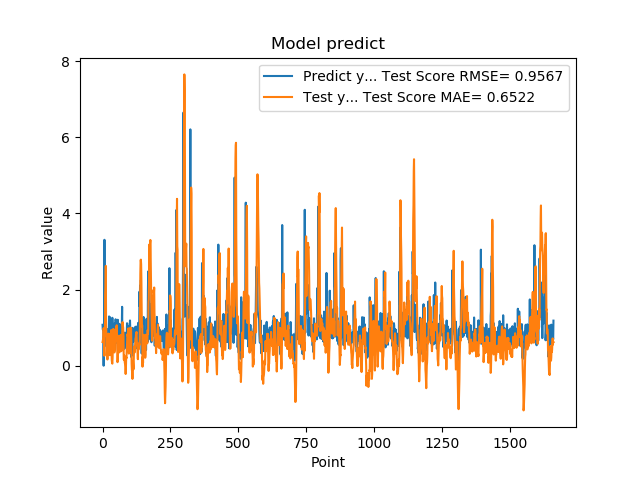 Model predict
Predict y... Test Score RMSE= 0.9567
Test y... Test Score MAE= 0.6522
Real value
8
6
4
2
0
0 250 500 750 1000 1250 1500
Point